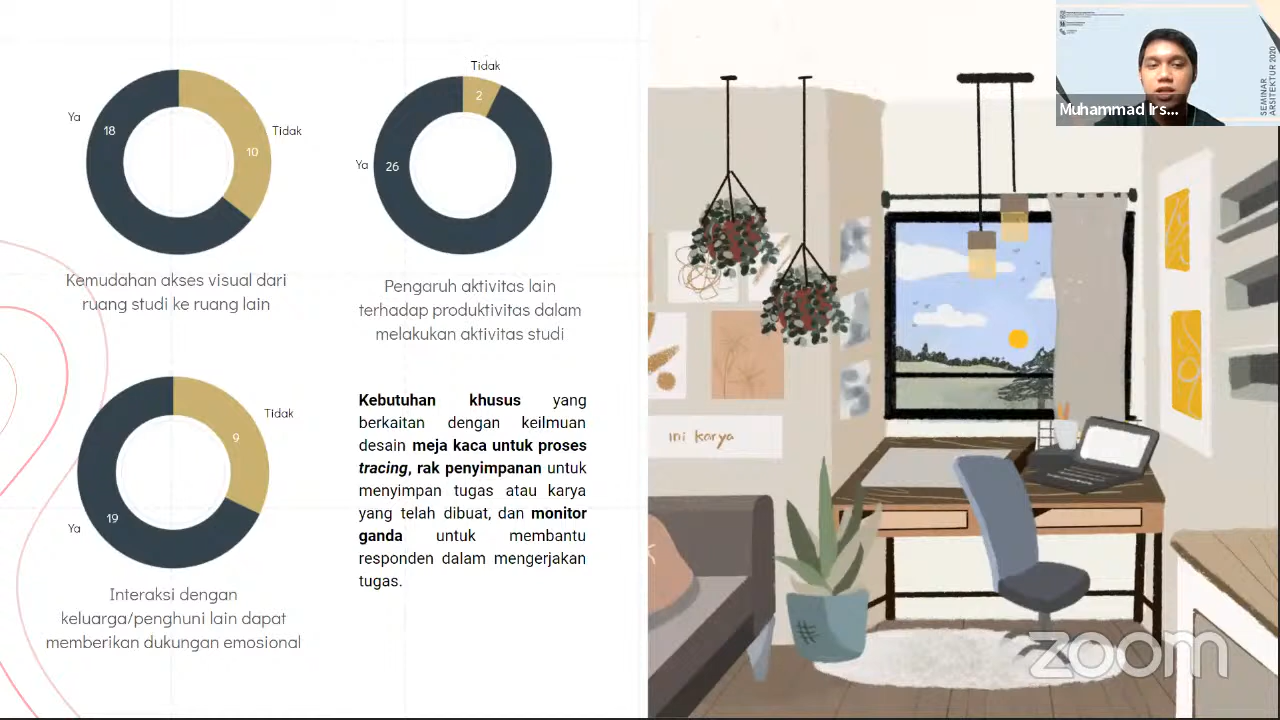 Ya
18
10
Tidak
Kemudahan akses visual dari
ruang studi ke ruang lain
Tidak
2
Ya
26
Pengaruh aktivitas lain
terhadap produktivitas dalam
melakukan aktivitas studi
Tidak
9
Ya
19
Interaksi dengan
keluarga/penghuni lain dapat
memberikan dukungan emosional
Kebutuhan khusus yang
berkaitan dengan keilmuan
desain meja kaca untuk proses
tracing, rak penyimpanan untuk
menyimpan tugas atau karya
yang telah dibuat, dan monitor
ganda untuk membantu
responden dalam mengerjakan
tugas.
ini karya
Muhammad Irs...
SEMINAR
ARSITEKTUR 2020
zoom